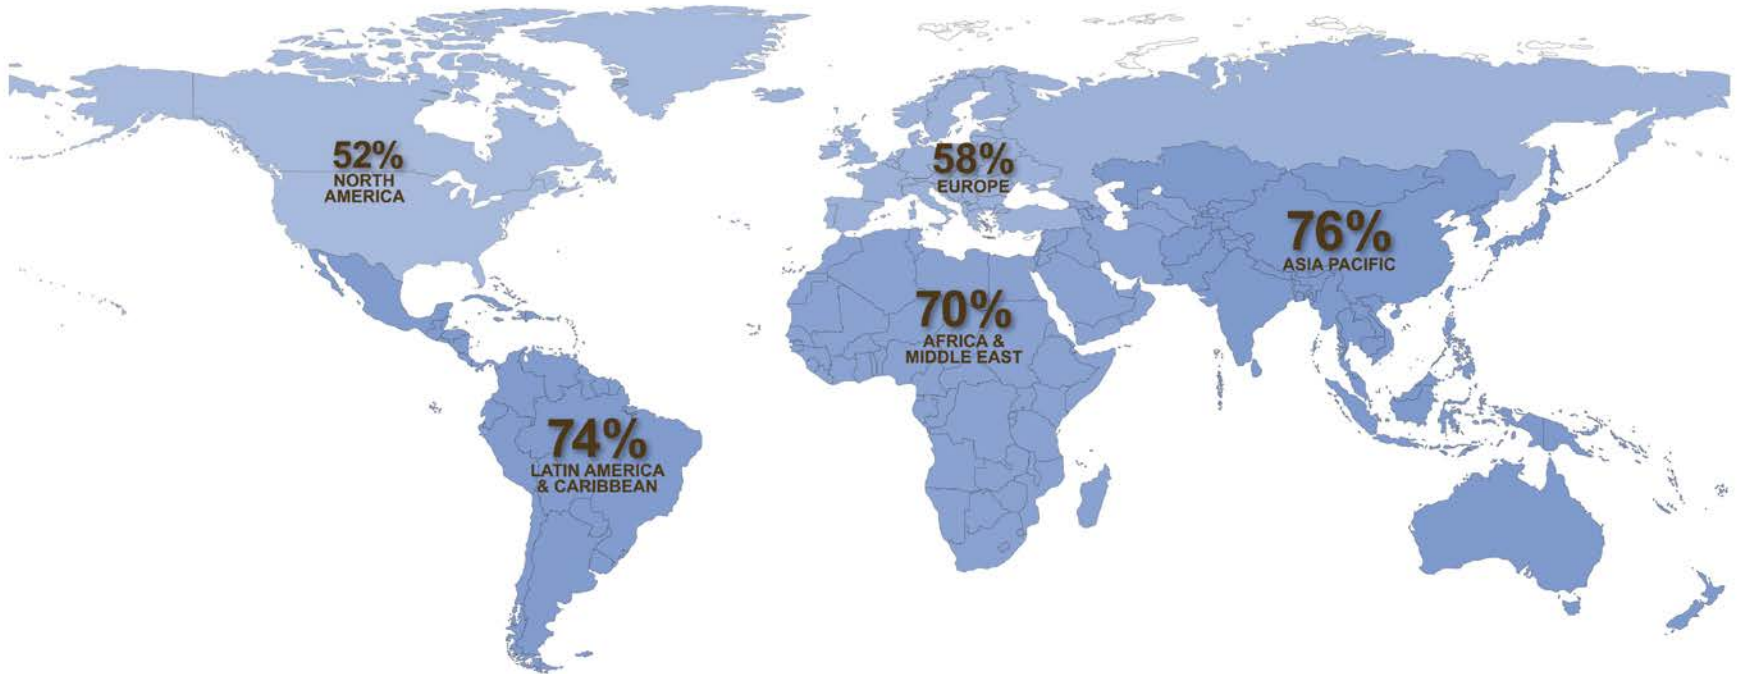 52%
NORTH
AMERICA
58%
EUROPE
76%
ASIA PACIFIC
70%
AFRICA &
MIDDLE EAST
74%
LATIN AMERICA
& CARIBBEAN